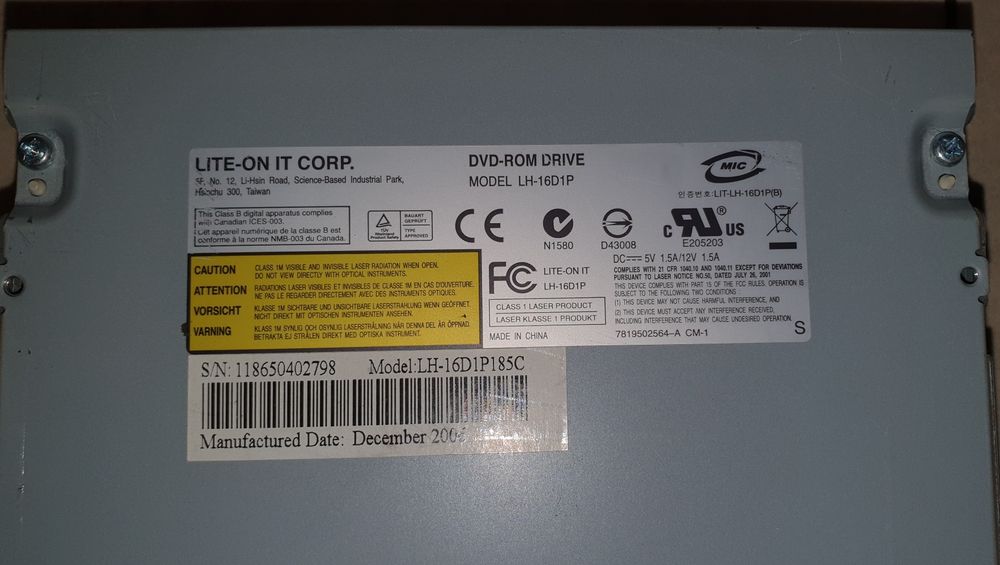 LITE-ON IT CORP.
5F, No. 12, Li-Hsin Road, Science-Based Industrial Park,
Hsinchu 300, Taiwan
DVD-ROM DRIVE
MODEL LH-16D1P
MIC
인증번호:LIT-LH-16D1P(B)
This Class B digital apparatus complies
with Canadian ICES-003.
Cet appareil numérique de la classe B est
conforme à la norme NMB-003 du Canada.
TÜV
Rheinland
Product Safety
BAUART
GEPRÜFT
TYPE
APPROVED
CE
N1580
D43008
c RU US
®
E205203
DC⎓ 5V 1.5A/12V 1.5A
CAUTION CLASS 1M VISIBLE AND INVISIBLE LASER RADIATION WHEN OPEN.
DO NOT VIEW DIRECTLY WITH OPTICAL INSTRUMENTS.
ATTENTION RADIATIONS LASER VISIBLES ET INVISIBLES DE CLASSE 1M EN CAS D'OUVERTURE.
NE PAS LE REGARDER DIRECTEMENT AVEC DES INSTRUMENTS OPTIQUES.
VORSICHT KLASSE 1M SICHTBARE UND UNSICHTBARE LASERSTRAHLUNG WENN GEÖFFNET.
NICHT DIREKT MIT OPTISCHEN INSTRUMENTEN ANSEHEN.
VARNING KLASS 1M SYNLIG OCH OSYNLIG LASERSTRÅLNING NÄR DENNA DEL ÄR ÖPPNAD
BETRAKTA EJ STRÅLEN DIREKT MED OPTISKA INSTRUMENT.
FC LITE-ON IT
LH-16D1P
CLASS 1 LASER PRODUCT
LASER KLASSE 1 PRODUKT
MADE IN CHINA
COMPLIES WITH 21 CFR 1040.10 AND 1040.11 EXCEPT FOR DEVIATIONS
PURSUANT TO LASER NOTICE NO.50, DATED JULY 26, 2001
THIS DEVICE COMPLIES WITH PART 15 OF THE FCC RULES. OPERATION IS
SUBJECT TO THE FOLLOWING TWO CONDITIONS
(1) THIS DEVICE MAY NOT CAUSE HARMFUL INTERFERENCE, AND
(2) THIS DEVICE MUST ACCEPT ANY INTERFERENCE RECEIVED,
INCLUDING INTERFERENCE THAT MAY CAUSE UNDESIRED OPERATION.
7819502564-A CM-1
S
S/N: 118650402798 Model:LH-16D1P185C
Manufactured Date: December 2006